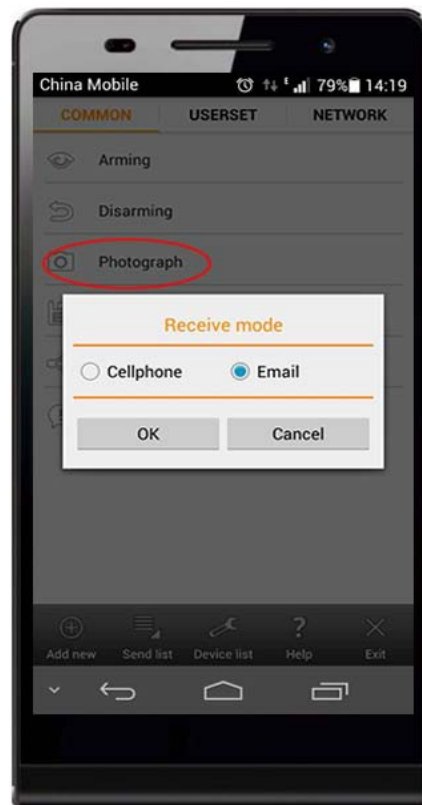 China Mobile 79% 14:19
COMMON USERSET NETWORK
Arming
Disarming
Photograph
Receive mode
Cellphone Email
OK Cancel
Add new Send list Device list Help Exit